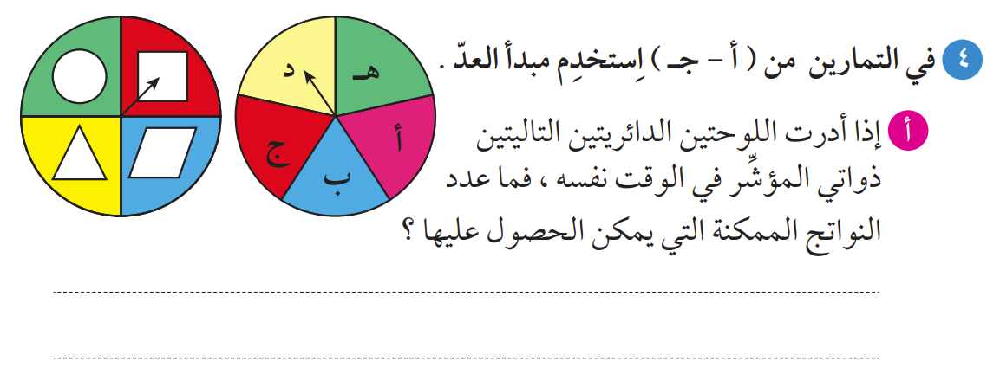 ٤ في التمارين من ( أ – جـ ) اِستخدِم مبدأ العدّ .
أ إذا أدرت اللوحتين الدائريتين التاليتين
ذواتي المؤشِّر في الوقت نفسه ، فما عدد
النواتج الممكنة التي يمكن الحصول عليها ؟
هـ
د
أ
ج
ب